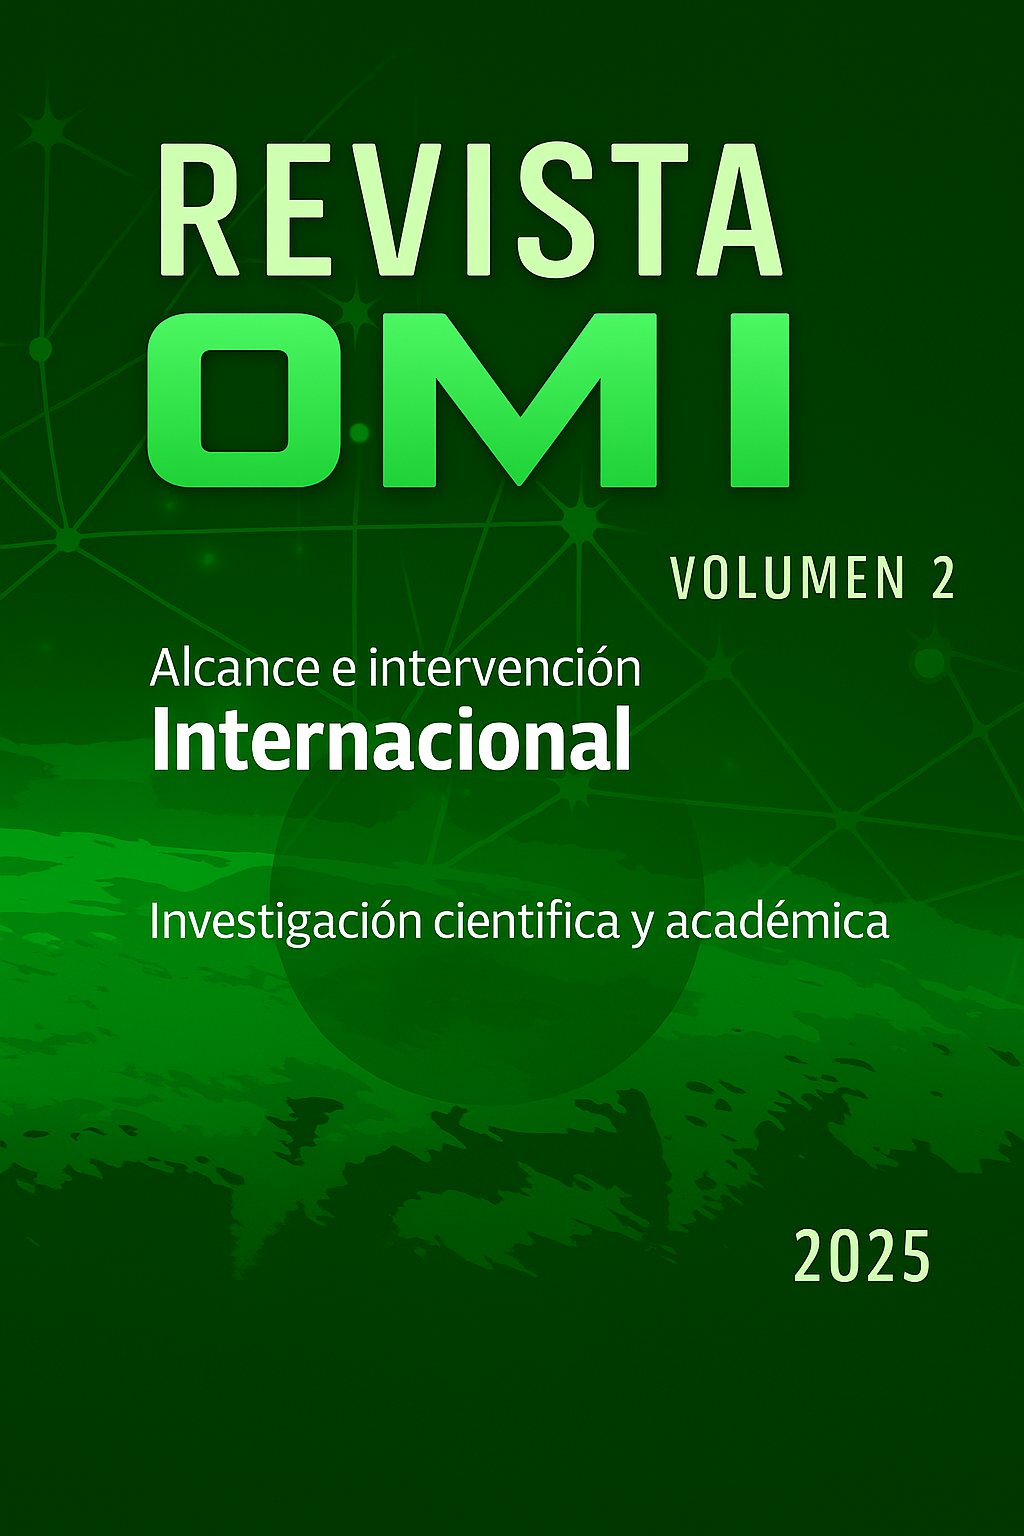 REVISTA
OMI
VOLUMEN 2
Alcance e intervención
Internacional
Investigación cientifica y académica
2025